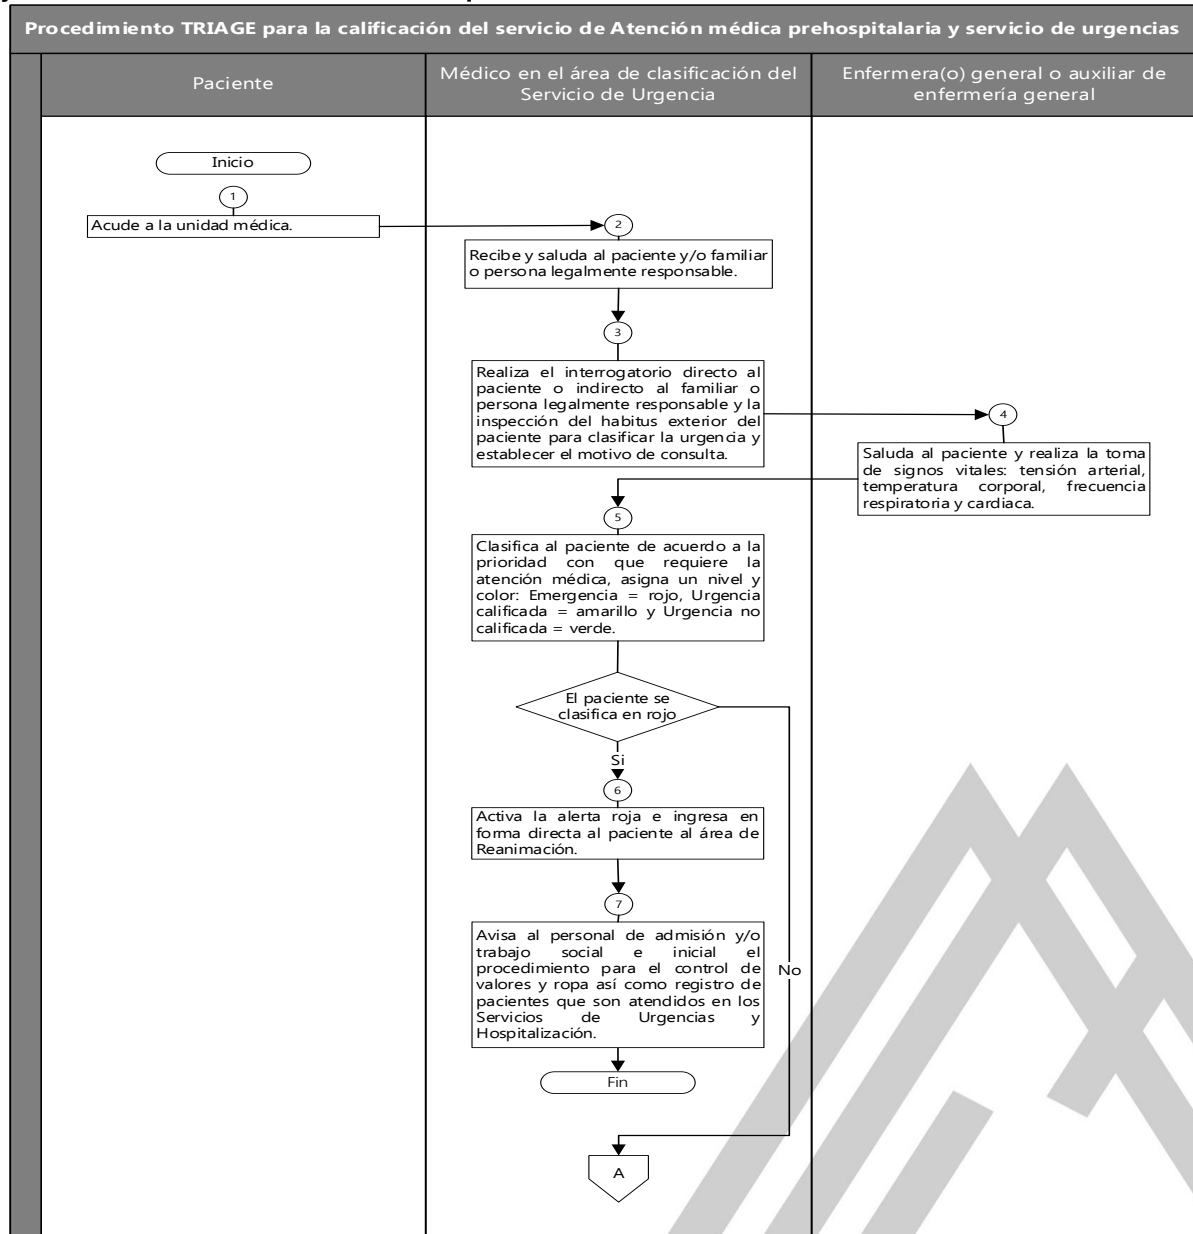 Procedimiento TRIAGE para la calificación del servicio de Atención médica prehospitalaria y servicio de urgencias
Paciente
Médico en el área de clasificación del
Servicio de Urgencia
Enfermera(o) general o auxiliar de
enfermería general
Inicio
1
Acude a la unidad médica.
2
Recibe y saluda al paciente y/o familiar
o persona legalmente responsable.
3
Realiza el interrogatorio directo al
paciente o indirecto al familiar o
persona legalmente responsable y la
inspección del habitus exterior del
paciente para clasificar la urgencia y
establecer el motivo de consulta.
4
Saluda al paciente y realiza la toma
de signos vitales: tensión arterial,
temperatura corporal, frecuencia
respiratoria y cardiaca.
5
Clasifica al paciente de acuerdo a la
prioridad con que requiere la
atención médica, asigna un nivel y
color: Emergencia = rojo, Urgencia
calificada = amarillo y Urgencia no
calificada = verde.
El paciente se
clasifica en rojo
Si
6
Activa la alerta roja e ingresa en
forma directa al paciente al área de
Reanimación.
7
Avisa al personal de admisión y/o
trabajo social e inicial el
procedimiento para el control de
valores y ropa así como registro de
pacientes que son atendidos en los
Servicios de Urgencias y
Hospitalización.
No
Fin
A